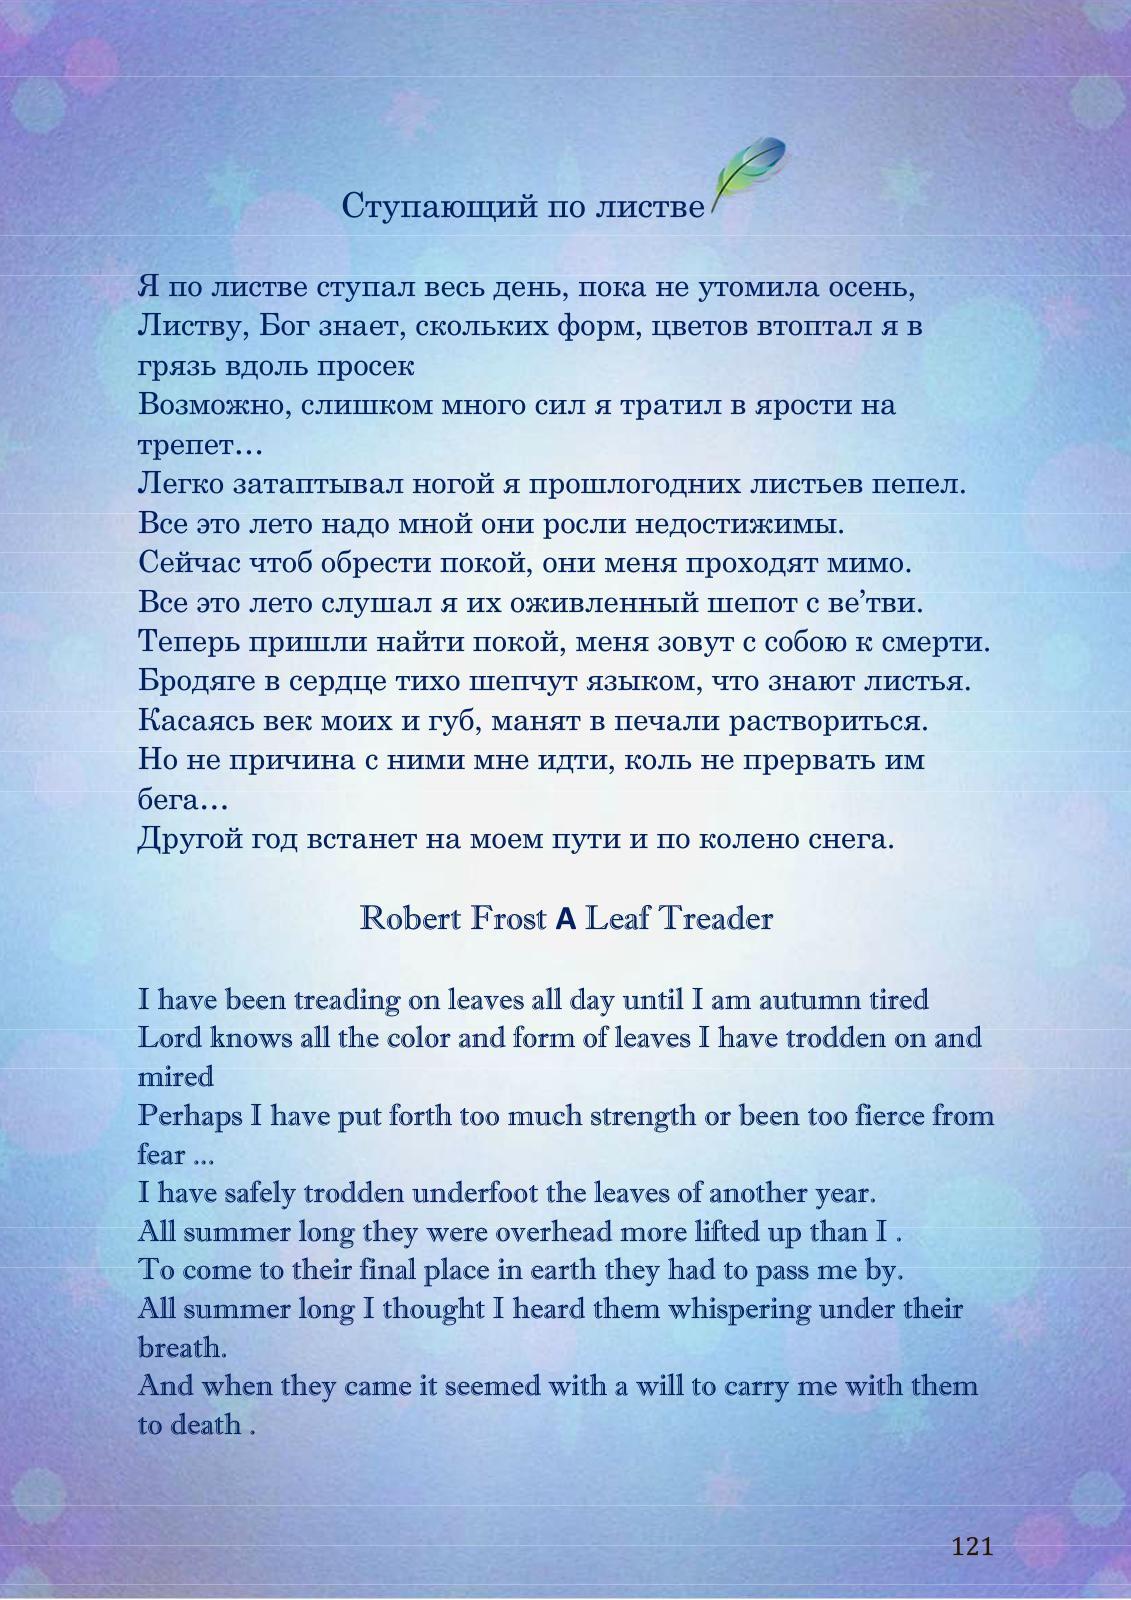 Ступающий по листве
Я по листве ступал весь день, пока не утомила осень,
Листву, Бог знает, скольких форм, цветов втоптал я в
грязь вдоль просек
Возможно, слишком много сил я тратил в ярости на
трепет…
Легко затаптывал ногой я прошлогодних листьев пепел.
Все это лето надо мной они росли недостижимы.
Сейчас чтоб обрести покой, они меня проходят мимо.
Все это лето слушал я их оживленный шепот с ве’тви.
Теперь пришли найти покой, меня зовут с собою к смерти.
Бродяге в сердце тихо шепчут языком, что знают листья.
Касаясь век моих и губ, манят в печали раствориться.
Но не причина с ними мне идти, коль не прервать им
бега…
Другой год встанет на моем пути и по колено снега.
Robert Frost A Leaf Treader
I have been treading on leaves all day until I am autumn tired
Lord knows all the color and form of leaves I have trodden on and
mired
Perhaps I have put forth too much strength or been too fierce from
fear ...
I have safely trodden underfoot the leaves of another year.
All summer long they were overhead more lifted up than I .
To come to their final place in earth they had to pass me by.
All summer long I thought I heard them whispering under their
breath.
And when they came it seemed with a will to carry me with them
to death .
121